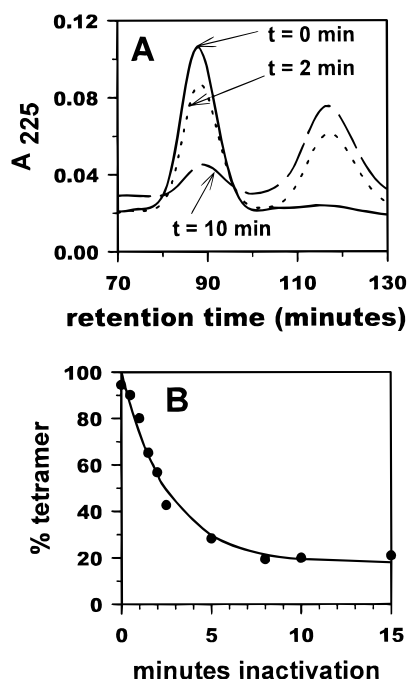 A
t = 0 min
t = 2 min
t = 10 min
A 225
0.12
0.08
0.04
0.00
70 90 110 130
retention time (minutes)
B
% tetramer
100
80
60
40
20
0
0 5 10 15
minutes inactivation